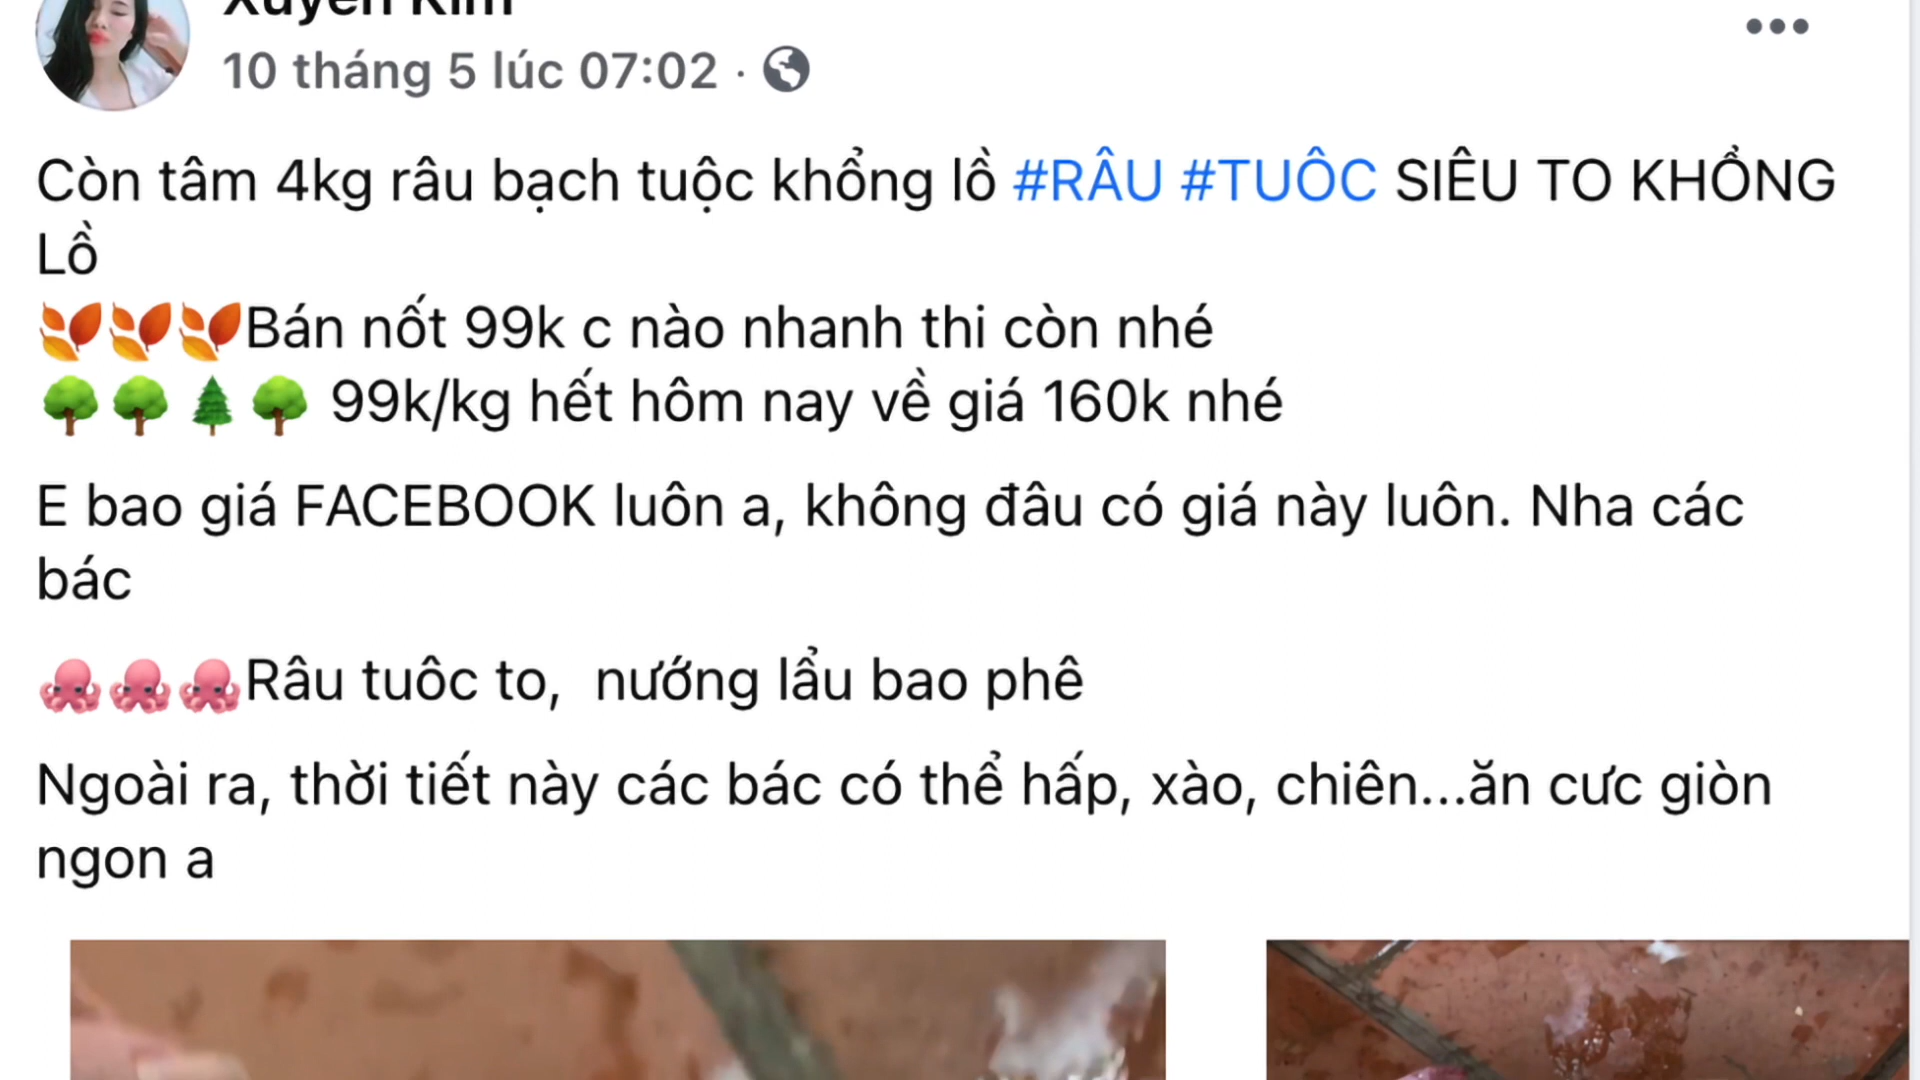 Xuyến Kim
10 tháng 5 lúc 07:02 ·
Còn tâm 4kg râu bạch tuộc khổng lồ #RÂU #TUÔC SIÊU TO KHỔNG
LỒ
Bán nốt 99k c nào nhanh thi còn nhé
99k/kg hết hôm nay về giá 160k nhé
E bao giá FACEBOOK luôn a, không đâu có giá này luôn. Nha các
bác
Râu tuôc to, nướng lẩu bao phê
Ngoài ra, thời tiết này các bác có thể hấp, xào, chiên...ăn cưc giòn
ngon a